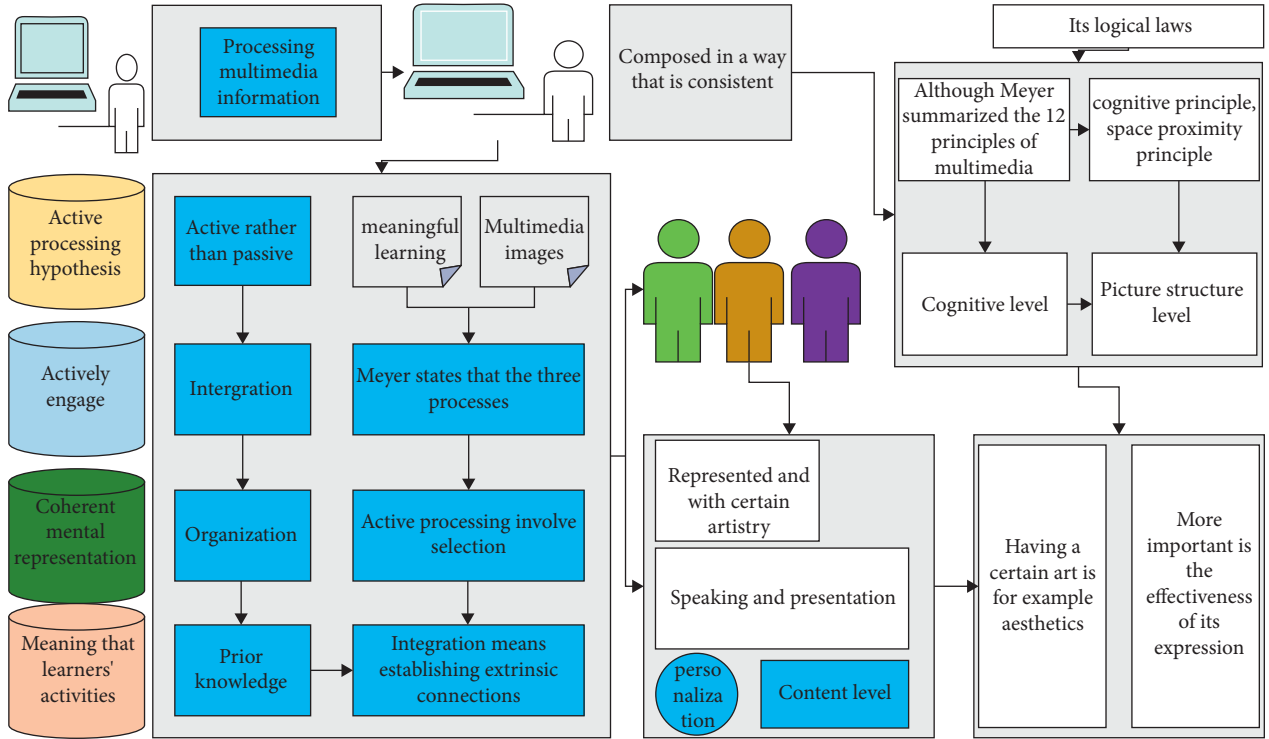 Processing
multimedia
information
Composed in a way
that is consistent
Its logical laws
Although Meyer
summarized the 12
principles of
multimedia
cognitive principle,
space proximity
principle
Cognitive level
Picture structure
level
Active
processing
hypothesis
Actively
engage
Coherent
mental
representation
Meaning that
learners'
activities
Active rather
than passive
Intergration
Organization
Prior
knowledge
meaningful
learning
Multimedia
images
Meyer states that the three
processes
Active processing involve
selection
Integration means
establishing extrinsic
connections
Represented and
with certain
artistry
Speaking and presentation
perso
naliza
tion
Content level
Having a
certain art is
for example
aesthetics
More
important is
the
effectiveness
of its
expression